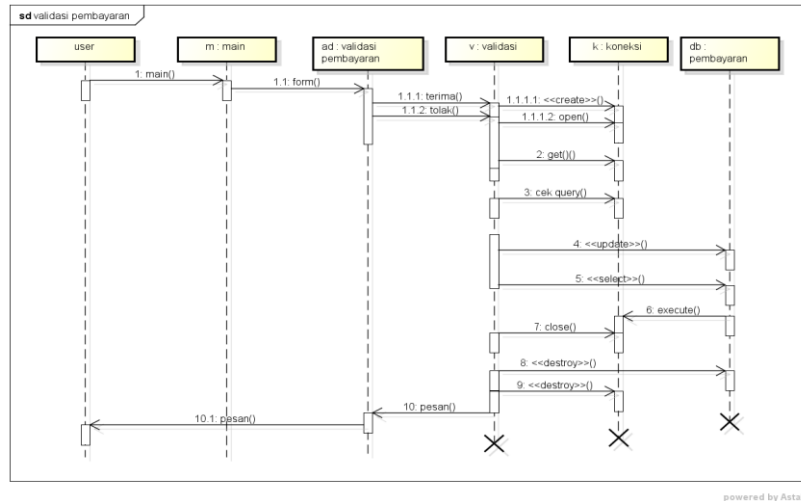 sd validasi pembayaran
user
m : main
ad : validasi
pembayaran
v : validasi
k : koneksi
db :
pembayaran
1: main()
1.1: form()
1.1.1: terima()
1.1.1.1: <<create>>()
1.1.2: tolak()
1.1.1.2: open()
2: get()()
3: cek query()
4: <<update>>()
5: <<select>>()
6: execute()
7: close()
8: <<destroy>>()
9: <<destroy>>()
10: pesan()
10.1: pesan()
powered by Asta